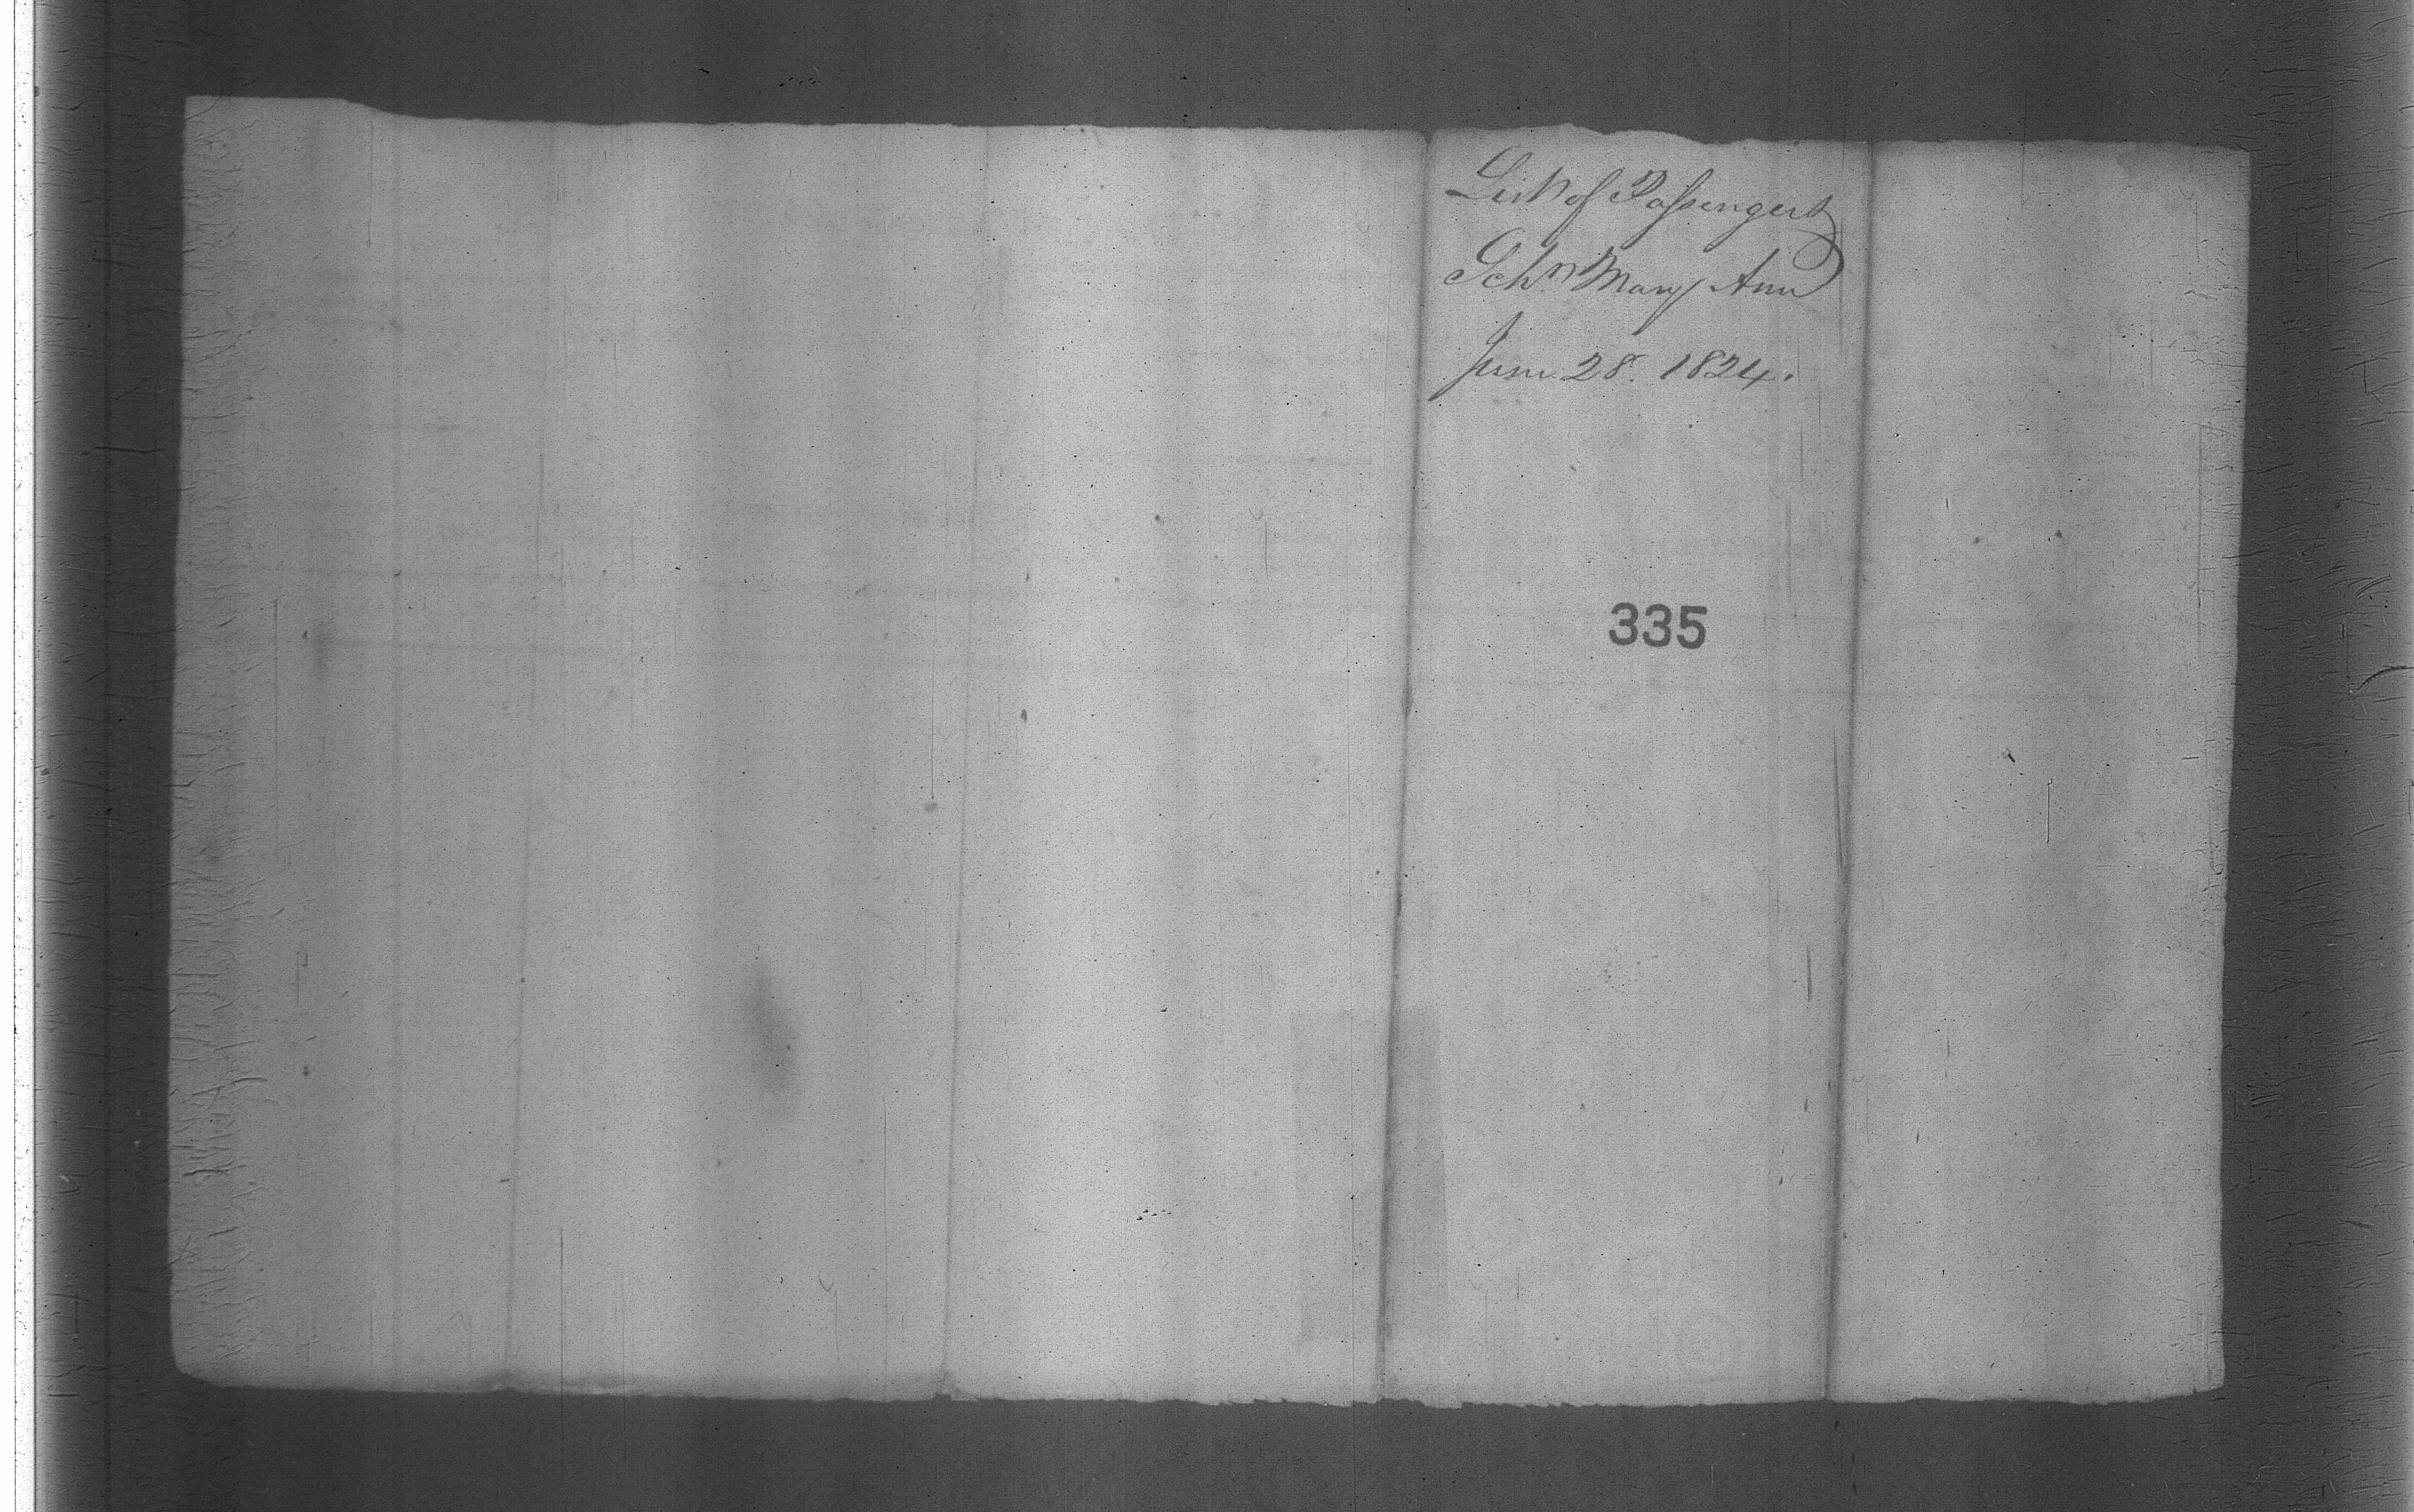 List of Passengers
Schr Mary Ann
June 28. 1824.
335